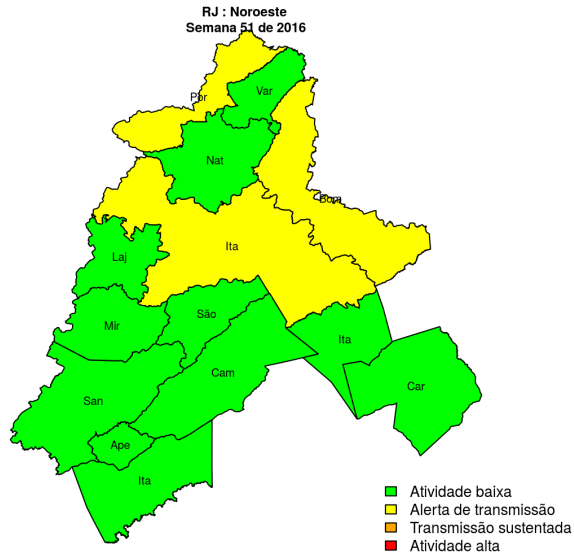 RJ : Noroeste
Semana 51 de 2016
Por
Var
Nat
Bom
Ita
Laj
São
Mir
Ita
Cam
Car
San
Ape
Ita
Atividade baixa
Alerta de transmissão
Transmissão sustentada
Atividade alta